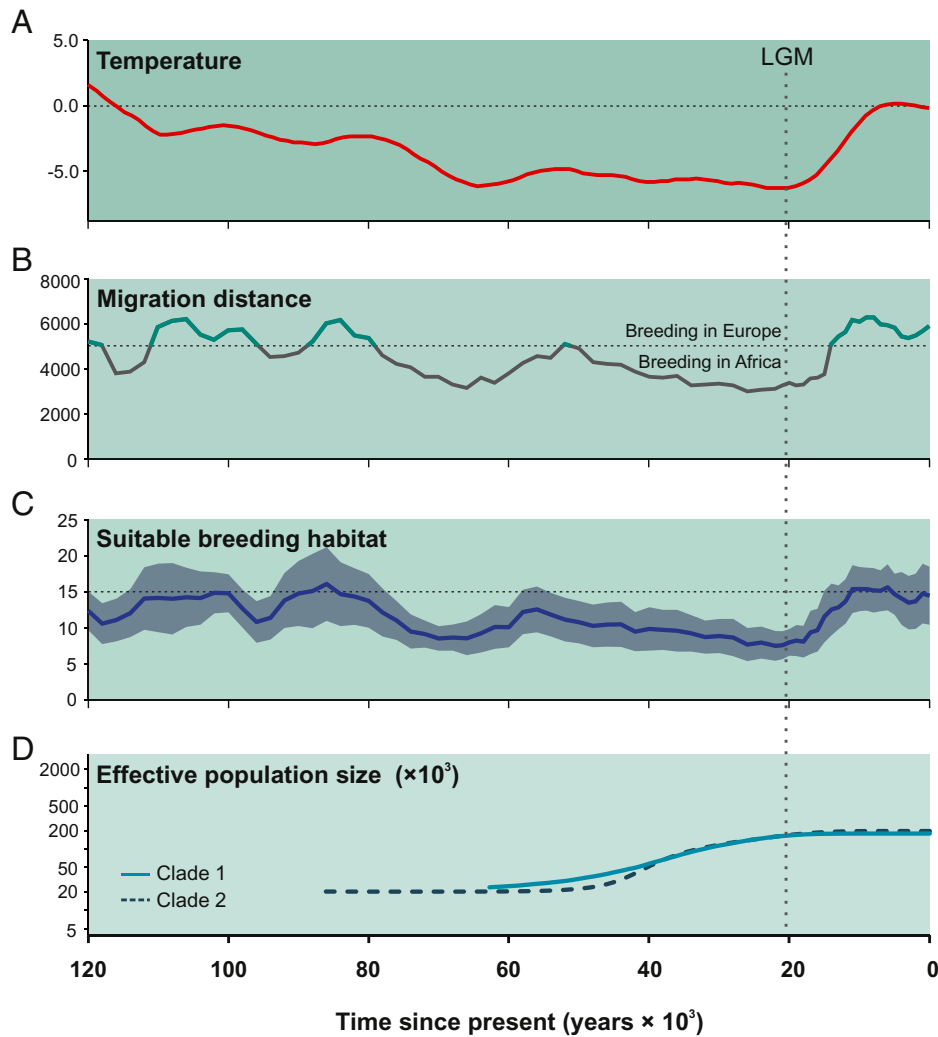 A
5.0
Temperature
LGM
0.0
-5.0
B
8000
Migration distance
6000
Breeding in Europe
Breeding in Africa
4000
2000
0
C
25
Suitable breeding habitat
20
15
10
5
0
D
2000
Effective population size (×10³)
500
200
50
Clade 1
20
Clade 2
5
120 100 80 60 40 20 0
Time since present (years × 10³)